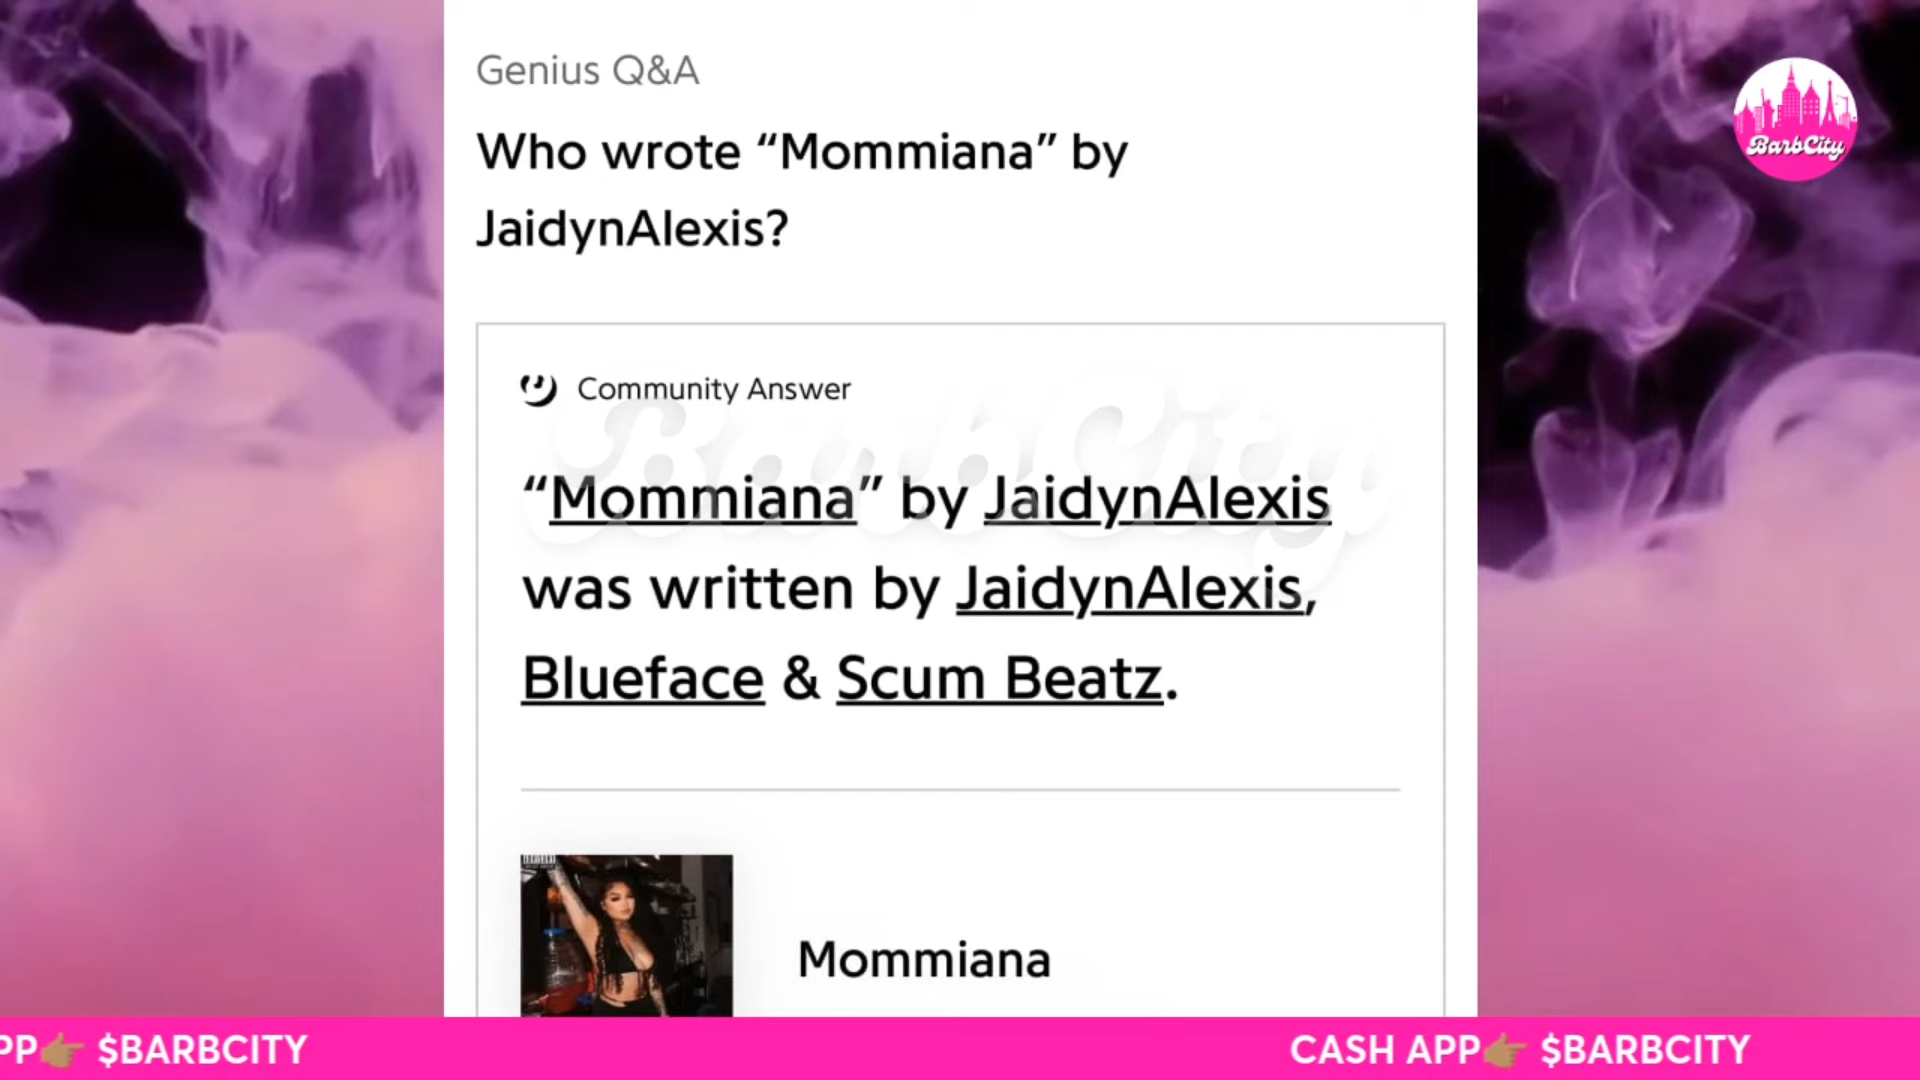 Genius Q&A
BarbCity
Who wrote “Mommiana” by
JaidynAlexis?
Community Answer
BarbCity
“Mommiana” by JaidynAlexis
was written by JaidynAlexis,
Blueface & Scum Beatz.
Mommiana
PP👉🏽 $BARBCITY
CASH APP👉🏽 $BARBCITY